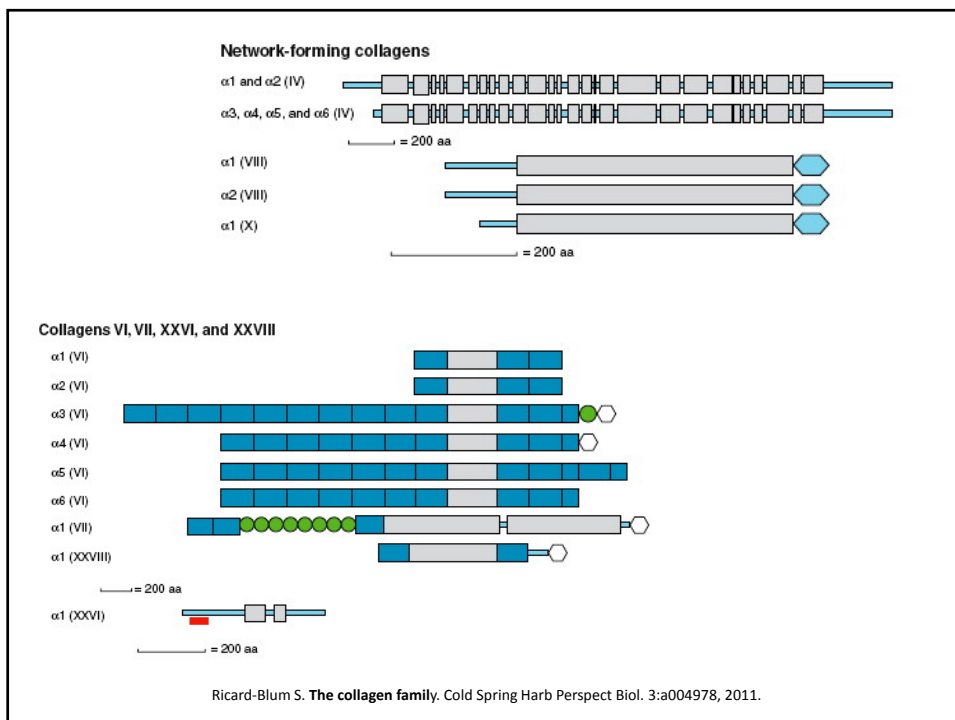 Network-forming collagens
α1 and α2 (IV)
α3, α4, α5, and α6 (IV)
= 200 aa
α1 (VIII)
α2 (VIII)
α1 (X)
= 200 aa
Collagens VI, VII, XXVI, and XXVIII
α1 (VI)
α2 (VI)
α3 (VI)
α4 (VI)
α5 (VI)
α6 (VI)
α1 (VII)
α1 (XXVIII)
= 200 aa
α1 (XXVI)
= 200 aa
Ricard-Blum S. The collagen family. Cold Spring Harb Perspect Biol. 3:a004978, 2011.